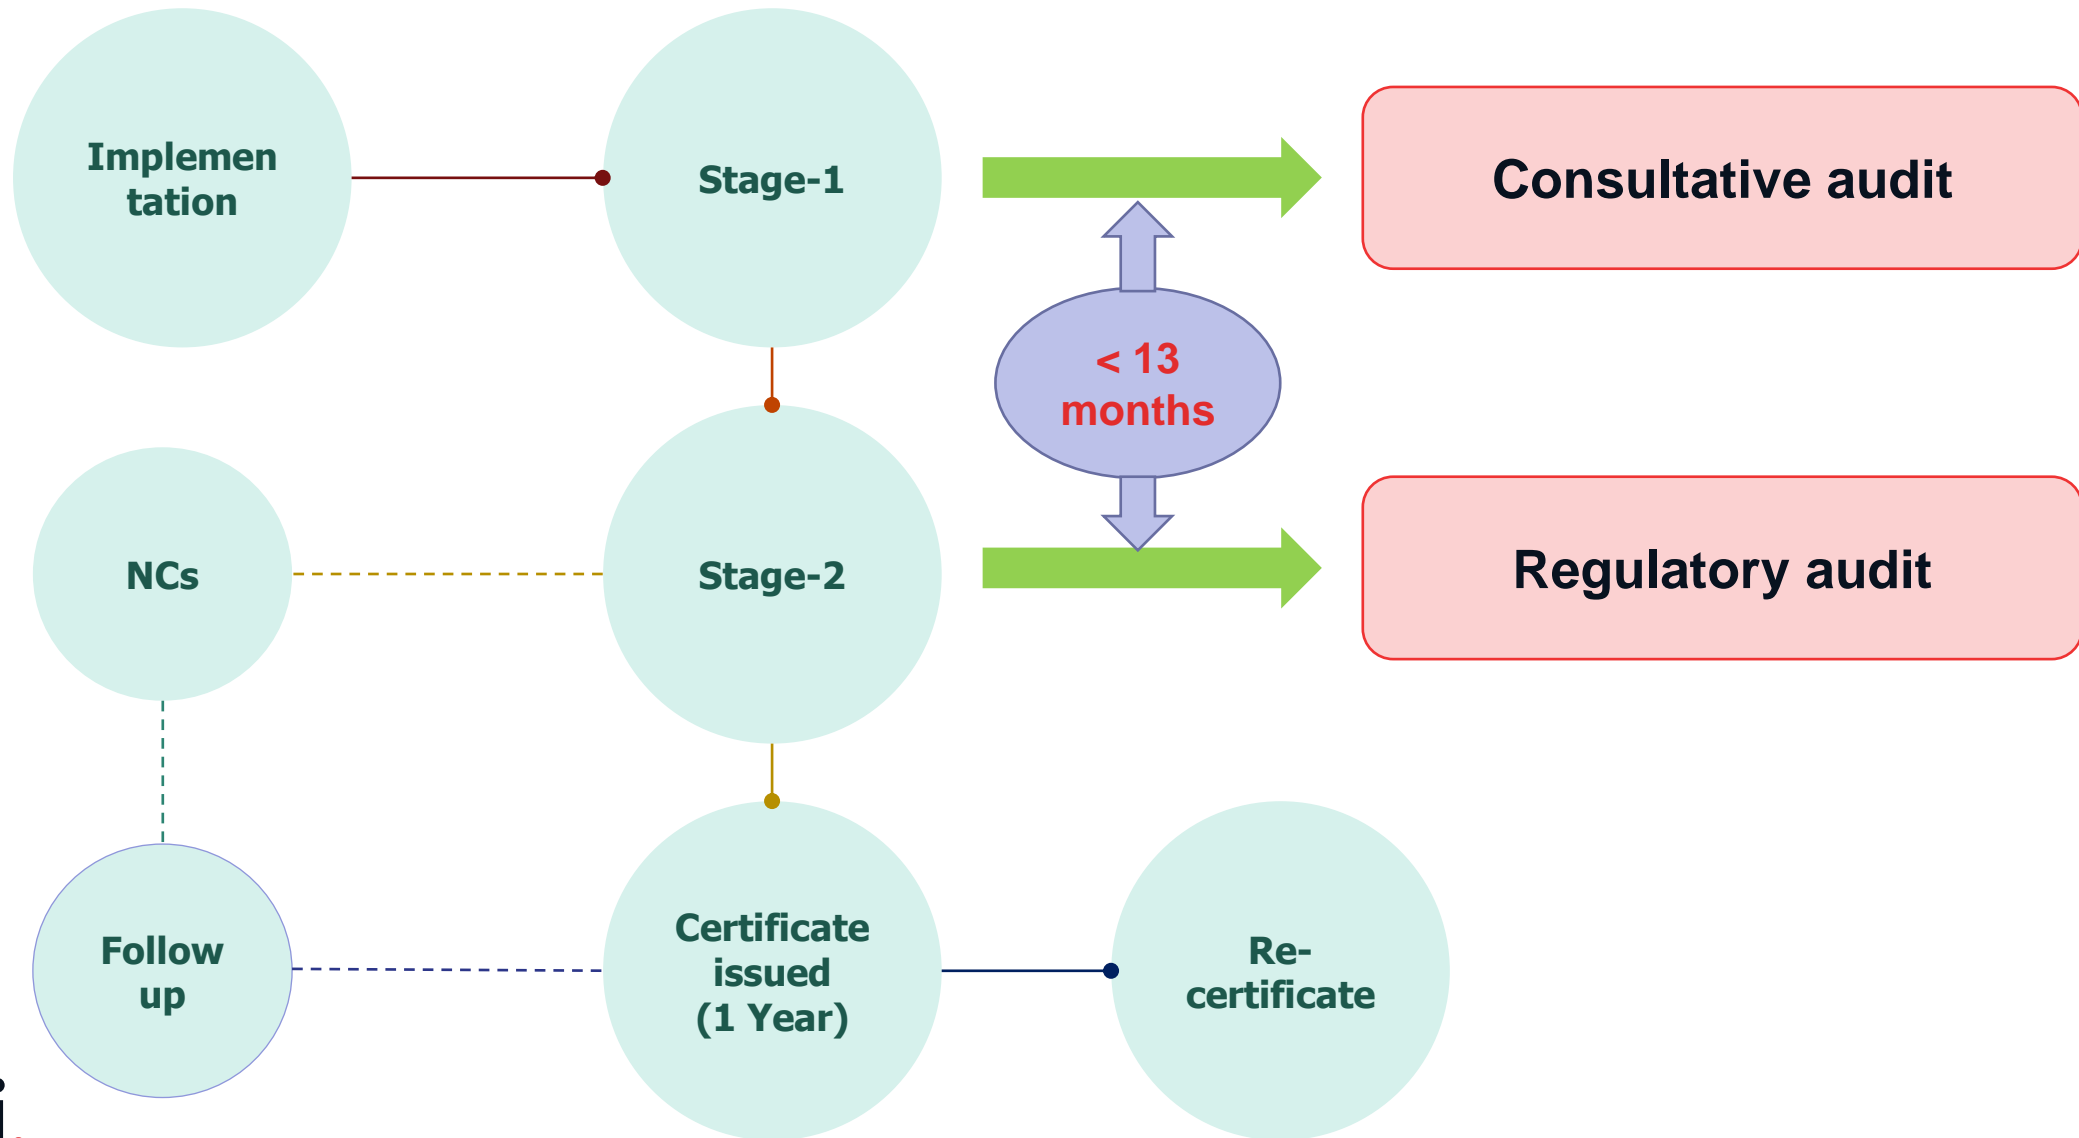 Implemen
tation
Stage-1
Consultative audit
< 13
months
NCs
Stage-2
Regulatory audit
Follow
up
Certificate
issued
(1 Year)
Re-
certificate